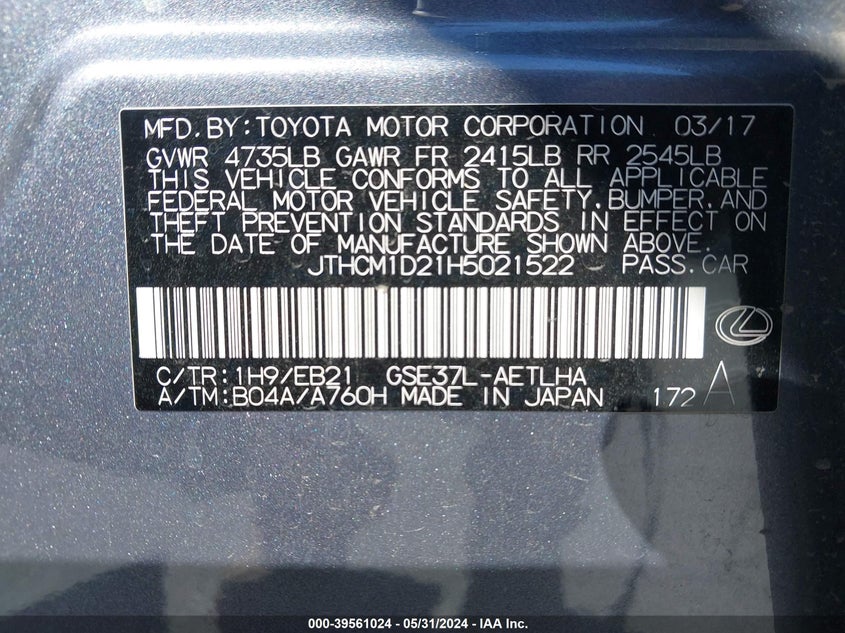 MFD.BY:TOYOTA MOTOR CORPORATION 03/17
GVWR 4735LB GAWR FR 2415LB RR 2545LB
THIS VEHICLE CONFORMS TO ALL APPLICABLE
FEDERAL MOTOR VEHICLE SAFETY,BUMPER,AND
THEFT PREVENTION STANDARDS IN EFFECT ON
THE DATE OF MANUFACTURE SHOWN ABOVE.
JTHCM1D21H5021522 PASS.CAR
C/TR:1H9/EB21 GSE37L-AETLHA
A/TM:B04A/A760H MADE IN JAPAN 172 A
000-39561024 - 05/31/2024 - IAA Inc.